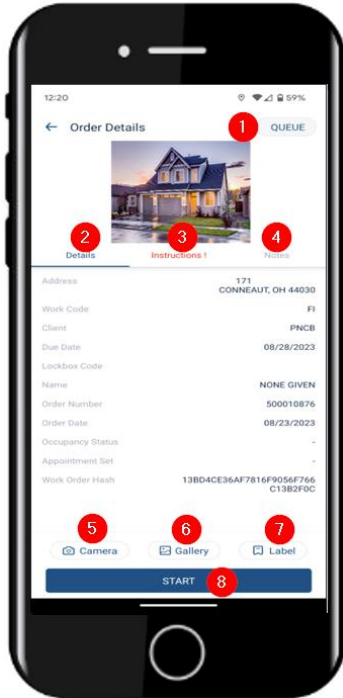 12:20 59%
← Order Details 1 QUEUE
2 3 4
Details Instructions ! Notes
Address 171
CONNEAUT, OH 44030
Work Code FI
Client PNCB
Due Date 08/28/2023
Lockbox Code
Name NONE GIVEN
Order Number 500010876
Order Date 08/23/2023
Occupancy Status -
Appointment Set -
Work Order Hash 13BD4CE36AF7816F9056F766
C13B2F0C
5 6 7
Camera Gallery Label
START 8